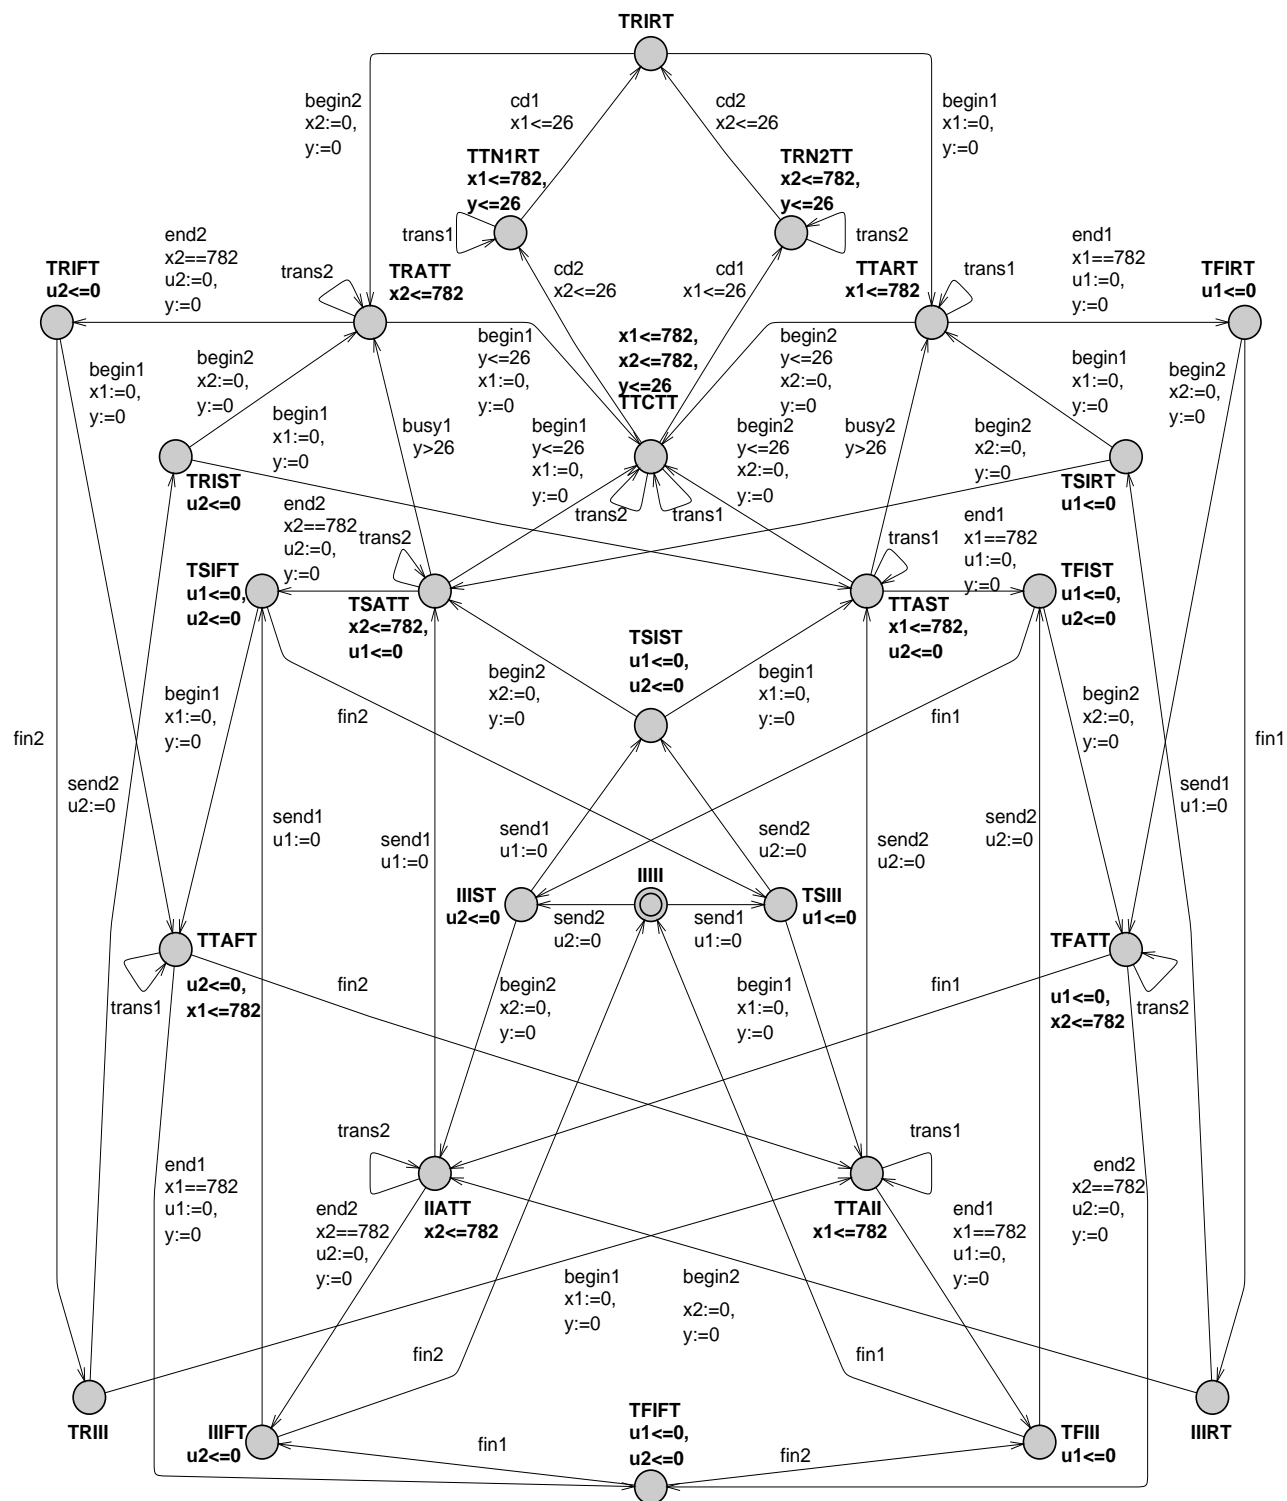 TRIRT
begin2
x2:=0,
y:=0
cd1
x1<=26
cd2
x2<=26
begin1
x1:=0,
y:=0
TTN1RT
x1<=782,
y<=26
TRN2TT
x2<=782,
y<=26
trans1
trans2
end2
x2==782
u2:=0,
y:=0
TRIFT
u2<=0
trans2
TRATT
x2<=782
cd2
x2<=26
cd1
x1<=26
TTART
x1<=782
trans1
end1
x1==782
u1:=0,
y:=0
TFIRT
u1<=0
begin1
x1:=0,
y:=0
begin2
x2:=0,
y:=0
begin1
y<=26
x1:=0,
y:=0
x1<=782,
x2<=782,
y<=26
TTCTT
begin2
y<=26
x2:=0,
y:=0
begin1
x1:=0,
y:=0
begin2
x2:=0,
y:=0
begin1
x1:=0,
y:=0
busy1
y>26
begin1
y<=26
x1:=0,
y:=0
begin2
y<=26
x2:=0,
y:=0
busy2
y>26
begin2
x2:=0,
y:=0
TRIST
u2<=0
TSIRT
u1<=0
trans2
trans1
end2
x2==782
u2:=0,
y:=0
trans2
trans1
end1
x1==782
u1:=0,
y:=0
TSIFT
u1<=0,
u2<=0
TSATT
x2<=782,
u1<=0
TTAST
x1<=782,
u2<=0
TFIST
u1<=0,
u2<=0
TSIST
u1<=0,
u2<=0
begin1
x1:=0,
y:=0
begin2
x2:=0,
y:=0
begin1
x1:=0,
y:=0
begin2
x2:=0,
y:=0
fin2
fin2
fin1
fin1
send2
u2:=0
send1
u1:=0
send1
u1:=0
send1
u1:=0
send2
u2:=0
send2
u2:=0
send2
u2:=0
send1
u1:=0
IIIST
u2<=0
IIIII
TSIII
u1<=0
send2
u2:=0
send1
u1:=0
TTAFT
u2<=0,
x1<=782
trans1
fin2
begin2
x2:=0,
y:=0
begin1
x1:=0,
y:=0
fin1
TFATT
u1<=0,
x2<=782
trans2
trans2
trans1
end1
x1==782
u1:=0,
y:=0
end2
x2==782
u2:=0,
y:=0
IIATT
x2<=782
TTAII
x1<=782
end1
x1==782
u1:=0,
y:=0
end2
x2==782
u2:=0,
y:=0
begin1
x1:=0,
y:=0
begin2
x2:=0,
y:=0
fin2
fin1
TRIII
IIIRT
IIIFT
u2<=0
TFIFT
u1<=0,
u2<=0
TFIII
u1<=0
fin1
fin2